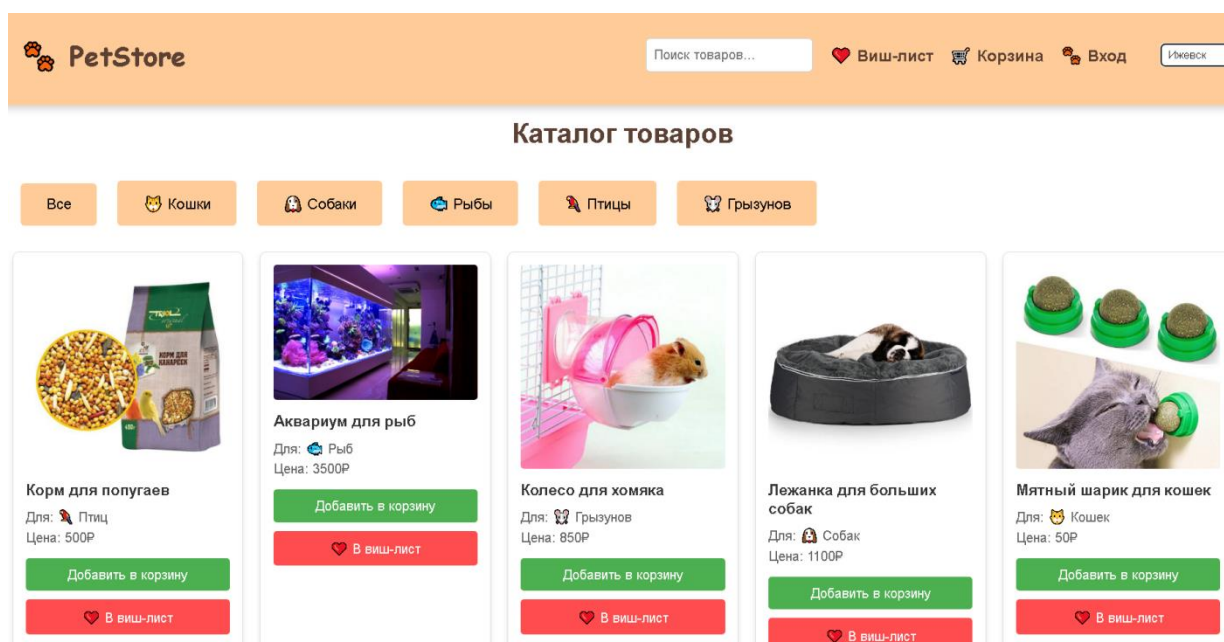 PetStore
Поиск товаров...
Виш-лист
Корзина
Вход
Ижевск
Каталог товаров
Все
Кошки
Собаки
Рыбы
Птицы
Грызунов
КОРМ ДЛЯ
КАНАРЕЕК
Корм для попугаев
Для: Птиц
Цена: 500₽
Добавить в корзину
В виш-лист
Аквариум для рыб
Для: Рыб
Цена: 3500₽
Добавить в корзину
В виш-лист
Колесо для хомяка
Для: Грызунов
Цена: 850₽
Добавить в корзину
В виш-лист
Лежанка для больших
собак
Для: Собак
Цена: 1100₽
Добавить в корзину
В виш-лист
Мятный шарик для кошек
Для: Кошек
Цена: 50₽
Добавить в корзину
В виш-лист